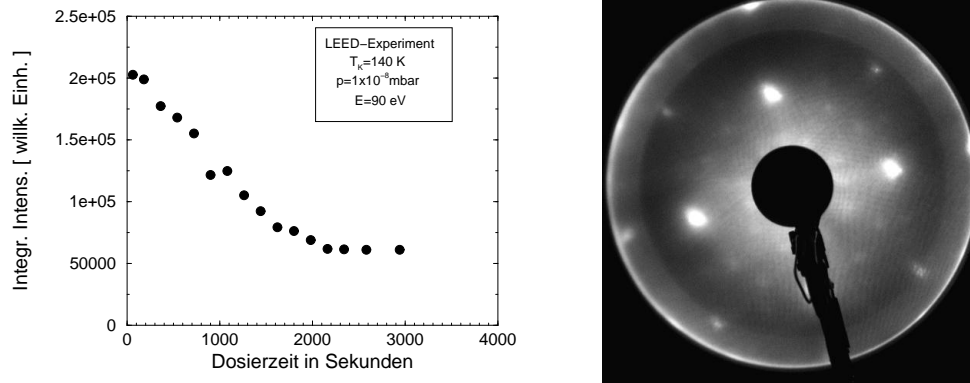 2.5e+05
2e+05
1.5e+05
1e+05
50000
0
Integr. Intens. [ willk. Einh. ]
LEED−Experiment
T_K=140 K
p=1x10⁻⁸mbar
E=90 eV
0 1000 2000 3000 4000
Dosierzeit in Sekunden